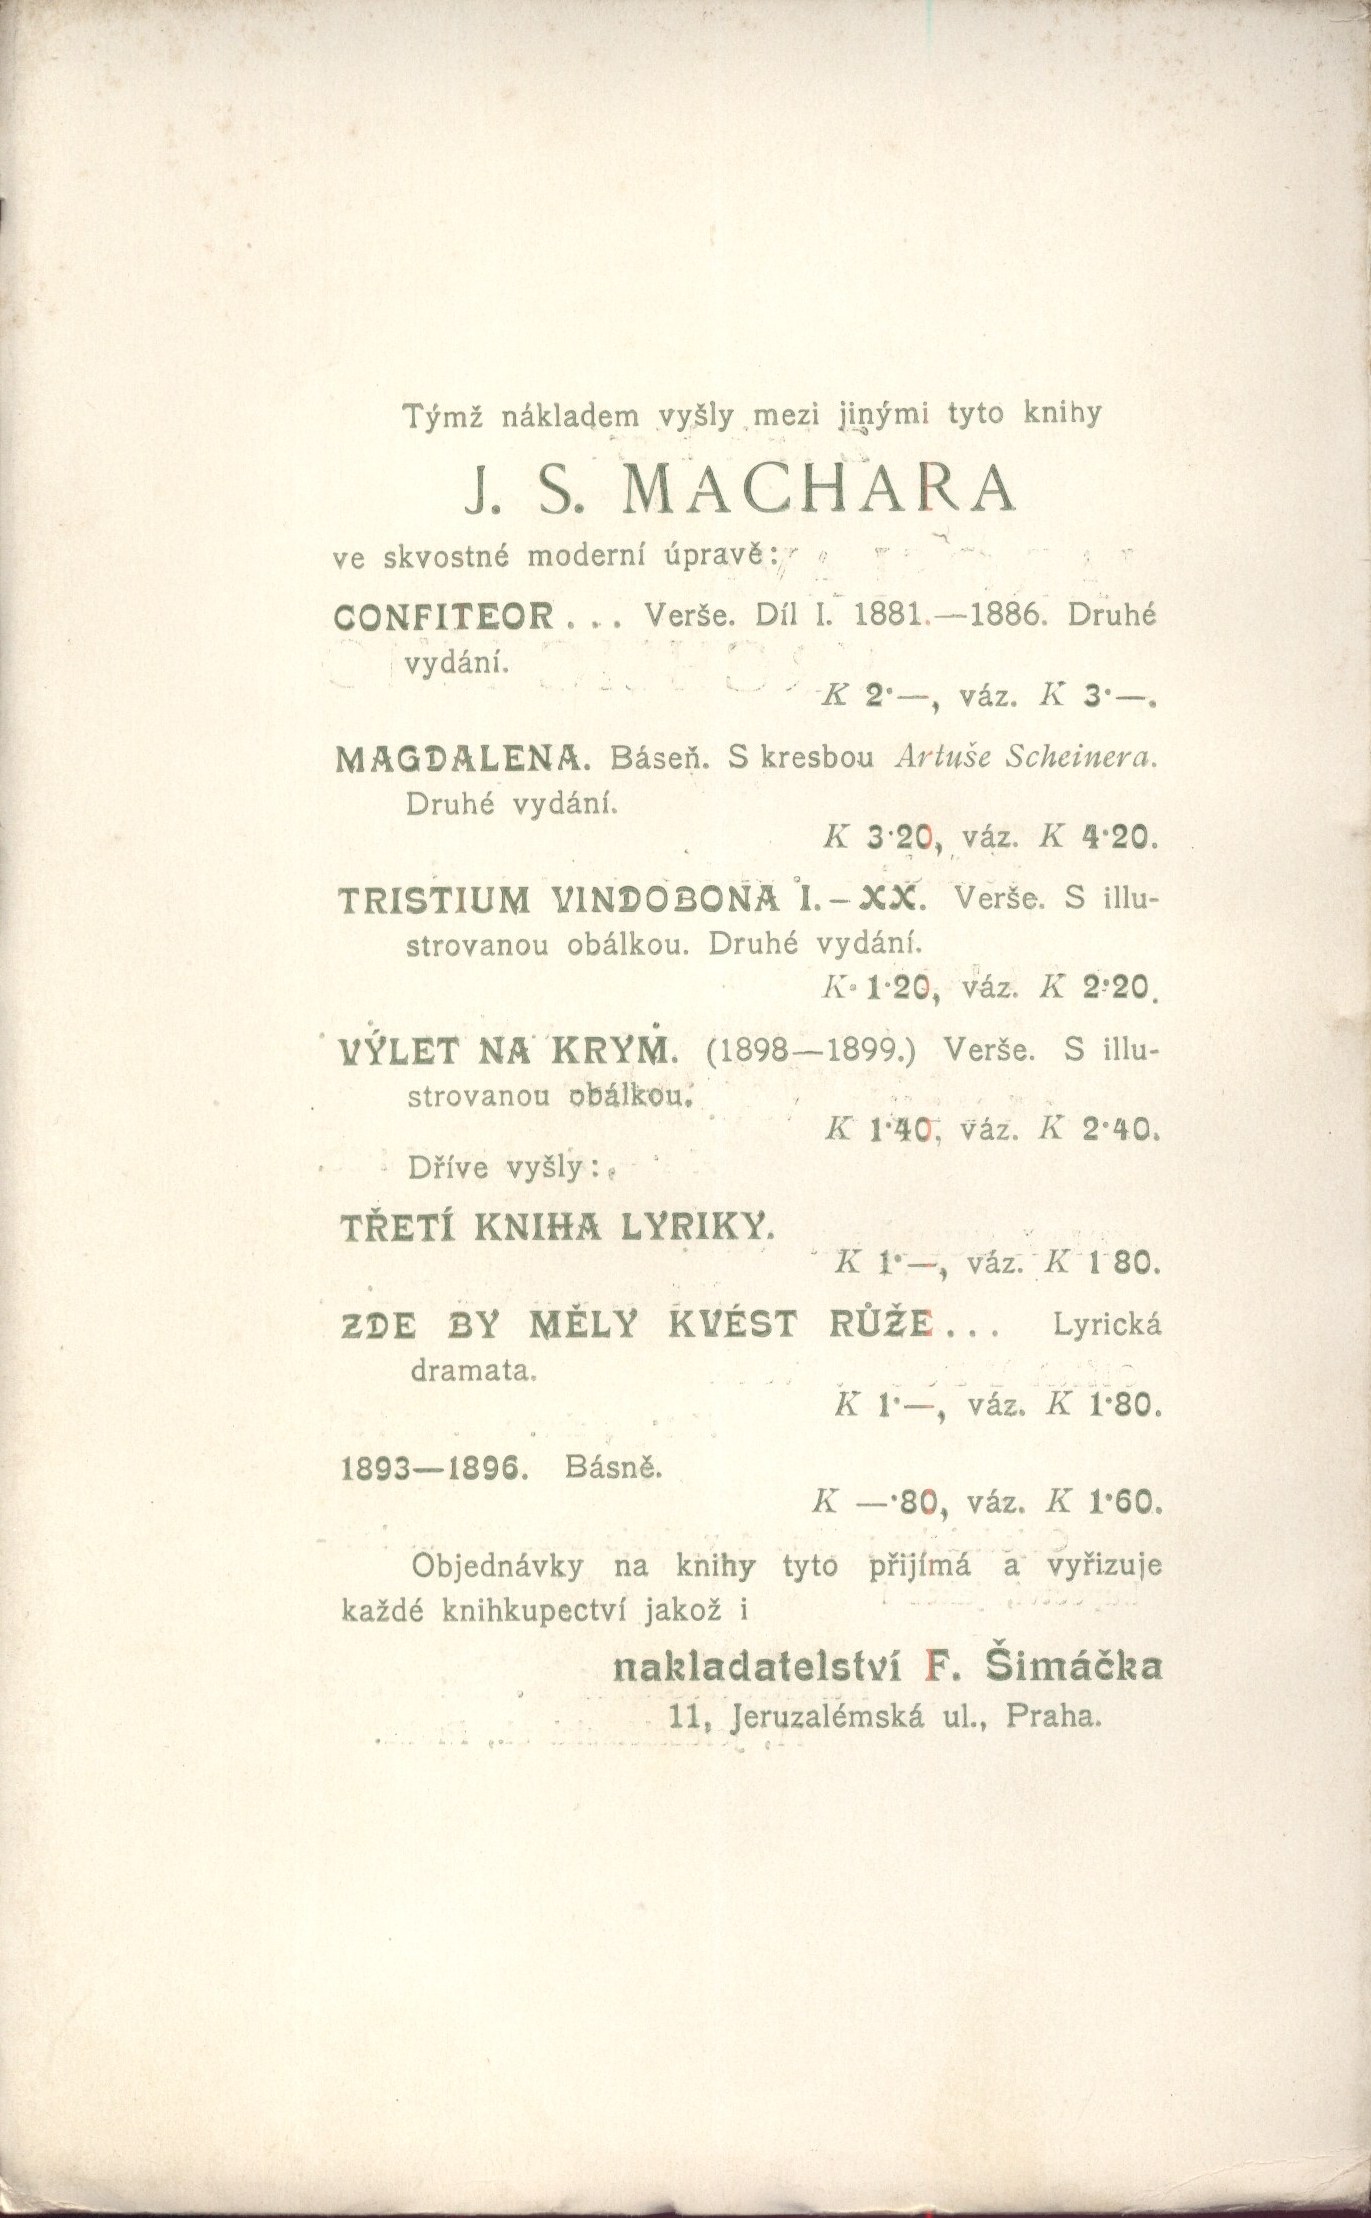 Týmž nákladem vyšly mezi jinými tyto knihy
J. S. MACHARA
ve skvostné moderní úpravě:
CONFITEOR... Verše. Díl I. 1881.—1886. Druhé
vydání.
K 2·—, váz. K 3·—.
MAGDALENA. Báseň. S kresbou Artuše Scheinera.
Druhé vydání.
K 3·20, váz. K 4·20.
TRISTIUM VINDOBONA I.–XX. Verše. S illu-
strovanou obálkou. Druhé vydání.
K 1·20, váz. K 2·20.
VÝLET NA KRYM. (1898—1899.) Verše. S illu-
strovanou obálkou.
K 1·40, váz. K 2·40.
Dříve vyšly:
TŘETÍ KNIHA LYRIKY.
K 1·—, váz. K 1 80.
ZDE BY MĚLY KVÉST RŮŽE... Lyrická
dramata.
K 1·—, váz. K 1·80.
1893—1896. Básně.
K —·80, váz. K 1·60.
Objednávky na knihy tyto přijímá a vyřizuje
každé knihkupectví jakož i
nakladatelství F. Šimáčka
11, Jeruzalémská ul., Praha.